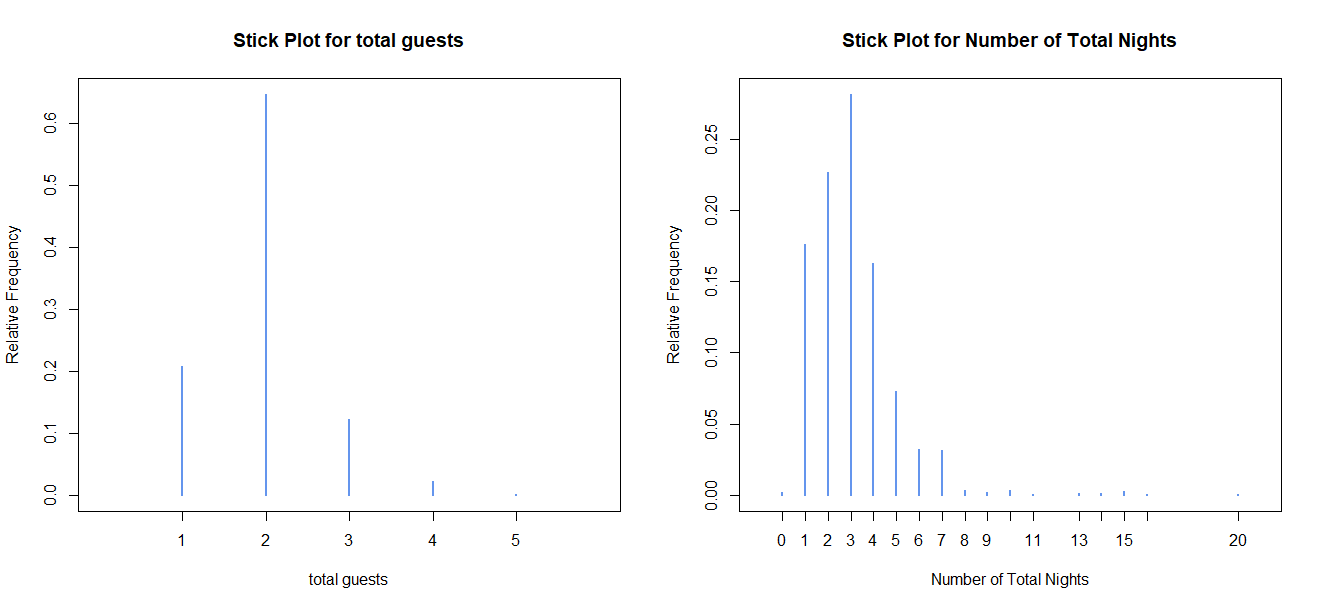 Stick Plot for total guests
Relative Frequency
0.6
0.5
0.4
0.3
0.2
0.1
0.0
1 2 3 4 5
total guests
Stick Plot for Number of Total Nights
Relative Frequency
0.25
0.20
0.15
0.10
0.05
0.00
0 1 2 3 4 5 6 7 8 9 11 13 15 20
Number of Total Nights